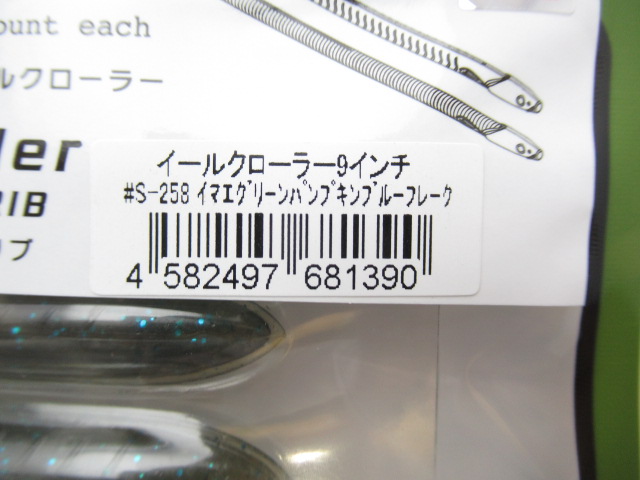 ount each
ルクローラー
ler
RIB
ブ
イールクローラー9インチ
#S-258 イマエグリーンパンプキンブルーフレーク
4 582497 681390